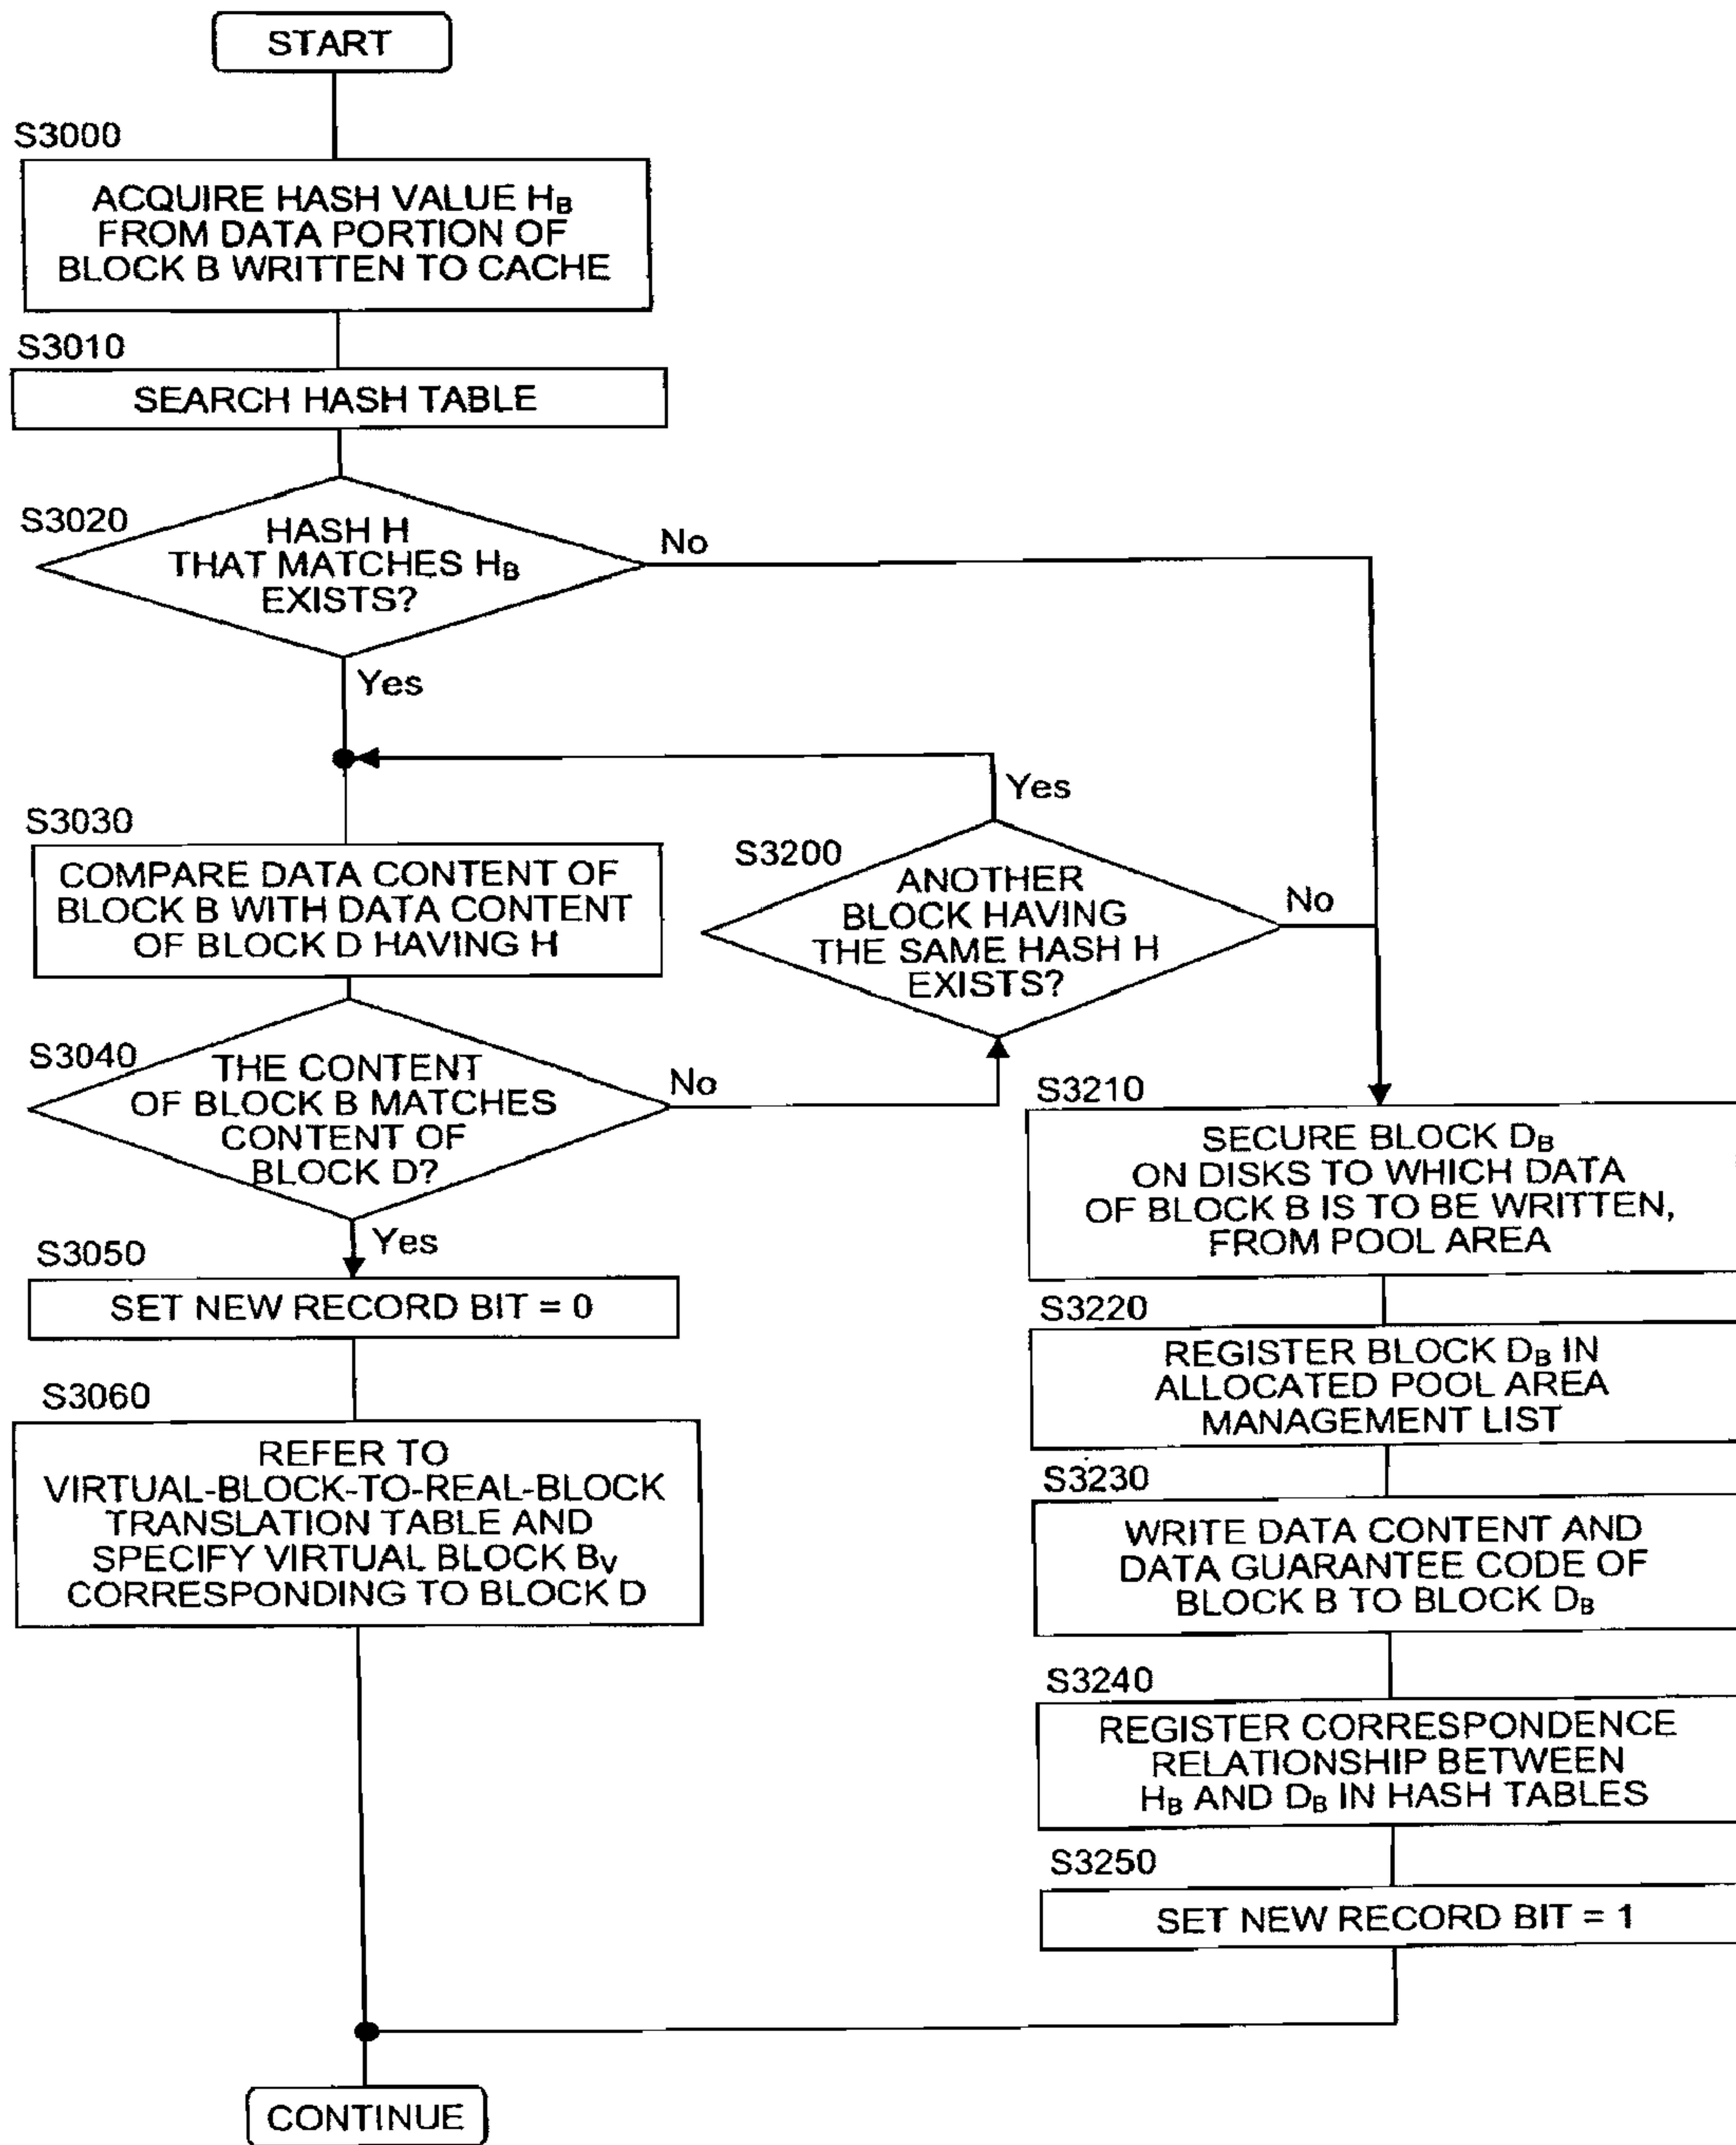 START
S3000
ACQUIRE HASH VALUE HB
FROM DATA PORTION OF
BLOCK B WRITTEN TO CACHE
S3010
SEARCH HASH TABLE
S3020
HASH H
THAT MATCHES HB
EXISTS?
No
Yes
S3030
COMPARE DATA CONTENT OF
BLOCK B WITH DATA CONTENT
OF BLOCK D HAVING H
S3200
ANOTHER
BLOCK HAVING
THE SAME HASH H
EXISTS?
Yes
No
S3040
THE CONTENT
OF BLOCK B MATCHES
CONTENT OF
BLOCK D?
No
Yes
S3050
SET NEW RECORD BIT = 0
S3060
REFER TO
VIRTUAL-BLOCK-TO-REAL-BLOCK
TRANSLATION TABLE AND
SPECIFY VIRTUAL BLOCK BV
CORRESPONDING TO BLOCK D
S3210
SECURE BLOCK DB
ON DISKS TO WHICH DATA
OF BLOCK B IS TO BE WRITTEN,
FROM POOL AREA
S3220
REGISTER BLOCK DB IN
ALLOCATED POOL AREA
MANAGEMENT LIST
S3230
WRITE DATA CONTENT AND
DATA GUARANTEE CODE OF
BLOCK B TO BLOCK DB
S3240
REGISTER CORRESPONDENCE
RELATIONSHIP BETWEEN
HB AND DB IN HASH TABLES
S3250
SET NEW RECORD BIT = 1
CONTINUE